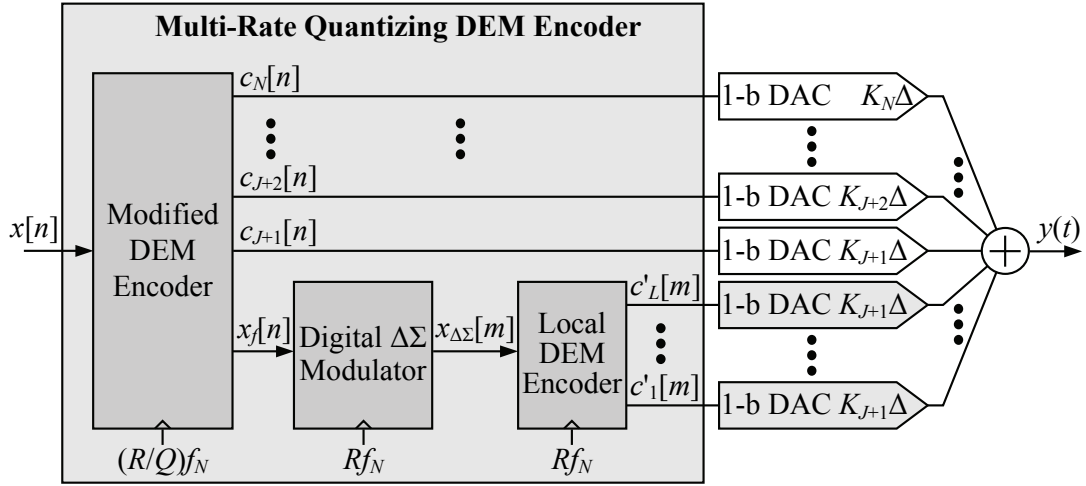 Multi-Rate Quantizing DEM Encoder
c_N[n]
1-b DAC K_NΔ
c_{J+2}[n]
1-b DAC K_{J+2}Δ
x[n]
Modified
DEM
Encoder
c_{J+1}[n]
1-b DAC K_{J+1}Δ
y(t)
c'_L[m]
1-b DAC K_{J+1}Δ
x_f[n]
Digital ΔΣ
Modulator
x_{ΔΣ}[m]
Local
DEM
Encoder
c'_1[m]
1-b DAC K_{J+1}Δ
(R/Q)f_N
Rf_N
Rf_N